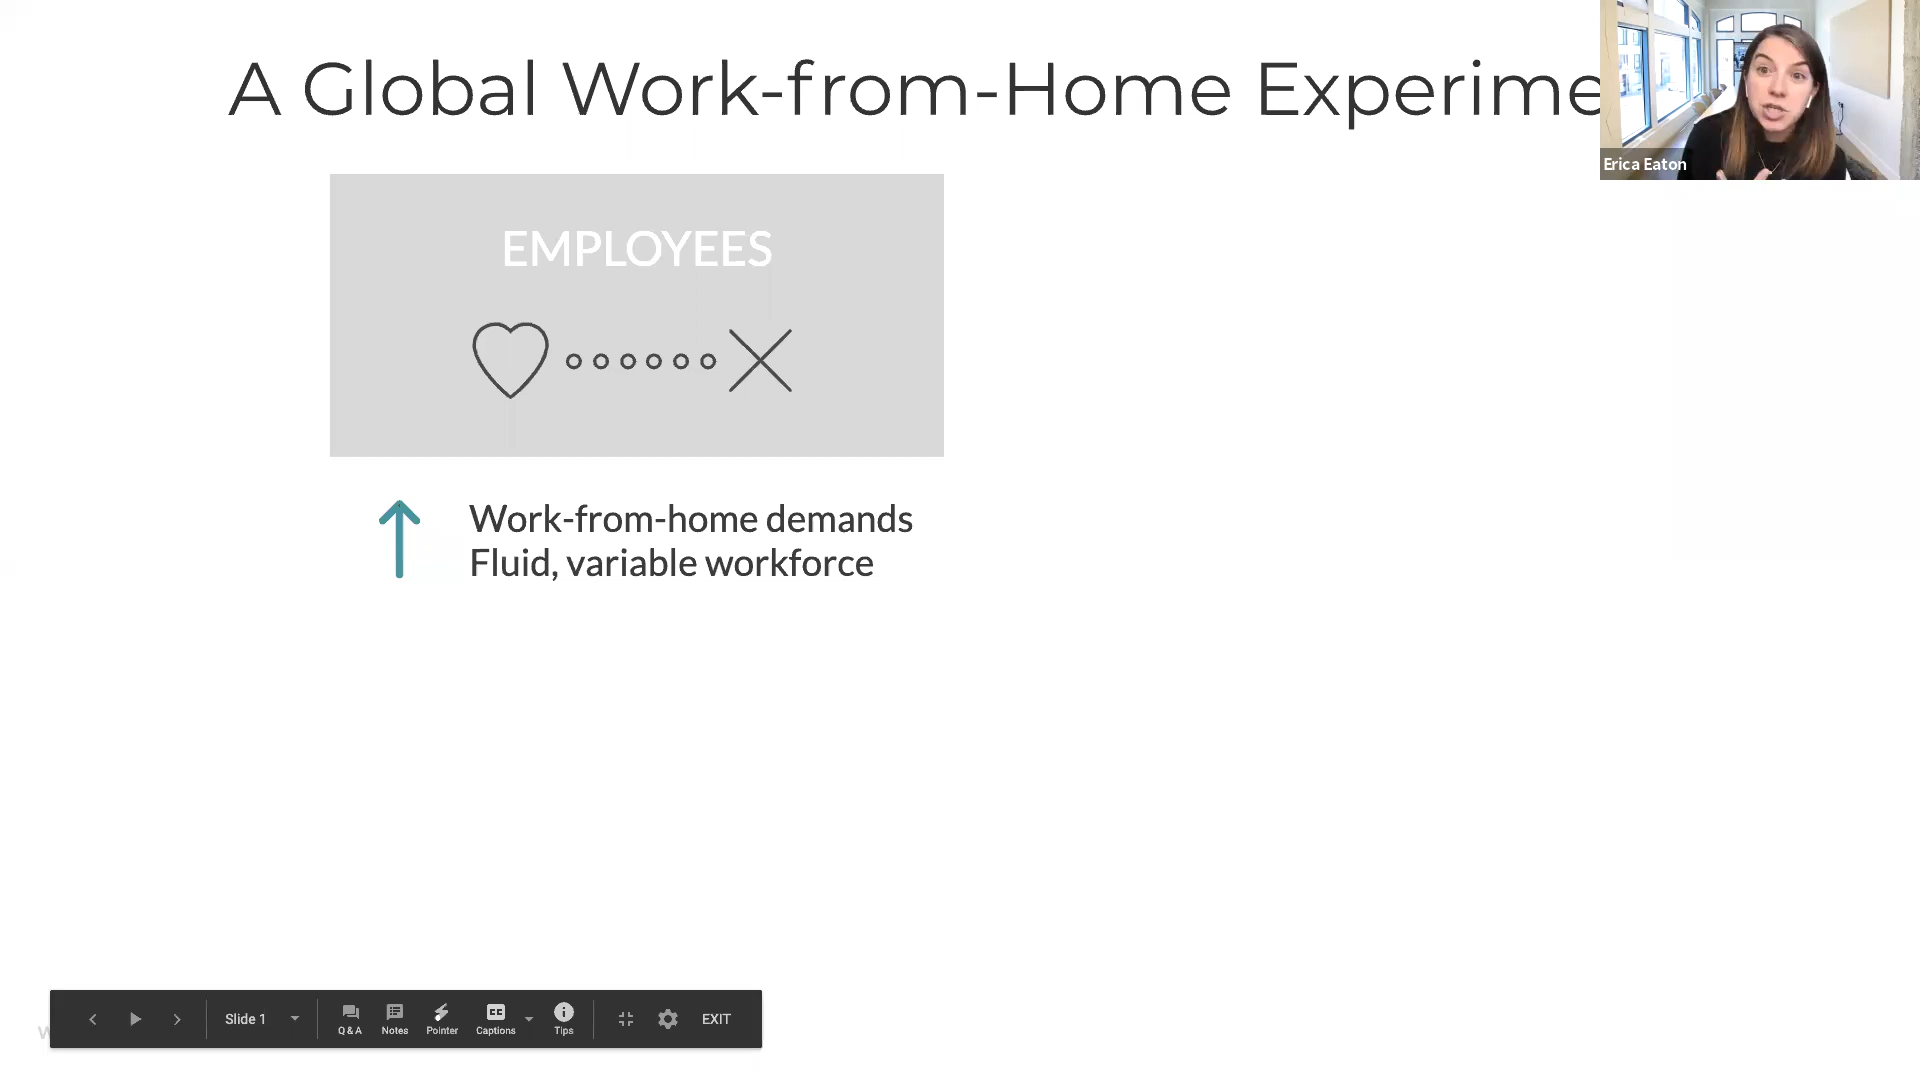 A Global Work-from-Home Experime
Erica Eaton
EMPLOYEES
Work-from-home demands
Fluid, variable workforce
Slide 1
Q & A
Notes
Pointer
CC
Captions
Tips
EXIT